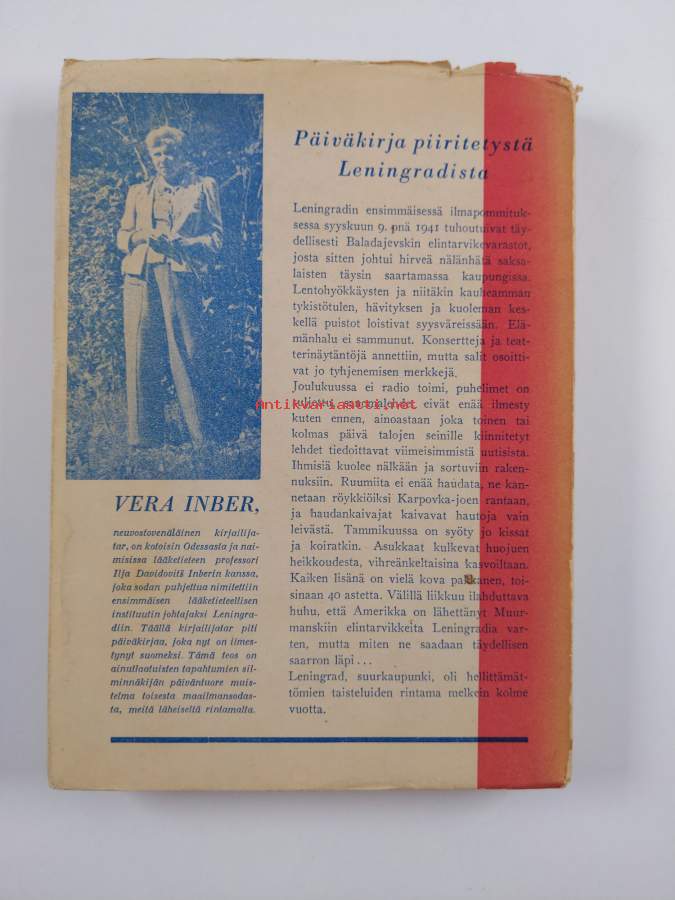 Päiväkirja piiritetystä
Leningradista
Leningradin ensimmäisessä ilmapommituk-
sessa syyskuun 9. pnä 1941 tuhoutuivat täy-
dellisesti Baladajevskin elintarvikevarastot,
josta sitten johtui hirveä nälänhätä saksa-
laisten täysin saartamassa kaupungissa.
Lentohyökkäysten ja niitäkin kauheamman
tykistötulen, hävityksen ja kuoleman kes-
kellä puistot loistivat syysväreissään. Elä-
mänhalu ei sammunut. Konsertteja ja teat-
terinäytäntöjä annettiin, mutta salit osoitti-
vat jo tyhjenemisen merkkejä.
Joulukuussa ei radio toimi, puhelimet on
suljettu, sanomalehdet eivät enää ilmesty
kuten ennen, ainoastaan joka toinen tai
kolmas päivä talojen seinille kiinnitetyt
lehdet tiedoittavat viimeisimmistä uutisista.
Ihmisiä kuolee nälkään ja sortuviin raken-
nuksiin. Ruumiita ei enää haudata, ne kan-
netaan röykkiöiksi Karpovka-joen rantaan,
ja haudankaivajat kaivavat hautoja vain
leivästä. Tammikuussa on syöty jo kissat
ja koiratkin. Asukkaat kulkevat huojuen
heikkoudesta, vihreänkeltaisina kasvoiltaan.
Kaiken lisänä on vielä kova pakkanen, toi-
sinaan 40 astetta. Välillä liikkuu ilahduttava
huhu, että Amerikka on lähettänyt Muur-
manskiin elintarvikkeita Leningradia var-
ten, mutta miten ne saadaan täydellisen
saarron läpi...
Leningrad, suurkaupunki, oli hellittämät-
tömien taisteluiden rintama melkein kolme
vuotta.
VERA INBER,
neuvostovenäläinen kirjailija-
tar, on kotoisin Odessasta ja nai-
misissa lääketieteen professori
Ilja Davidovitš Inberin kanssa,
joka sodan puhjettua nimitettiin
ensimmäisen lääketieteellisen
instituutin johtajaksi Leningra-
diin. Täällä kirjailijatar piti
päiväkirjaa, joka nyt on ilmes-
tynyt suomeksi. Tämä teos on
ainutlaatuisten tapahtumien sil-
minnäkijän päiväntuore muis-
telma toisesta maailmansodas-
ta, meitä läheiseltä rintamalta.
Antikvariaatti.net